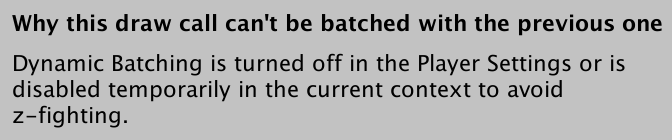 Why this draw call can't be batched with the previous one
Dynamic Batching is turned off in the Player Settings or is
disabled temporarily in the current context to avoid
z-fighting.